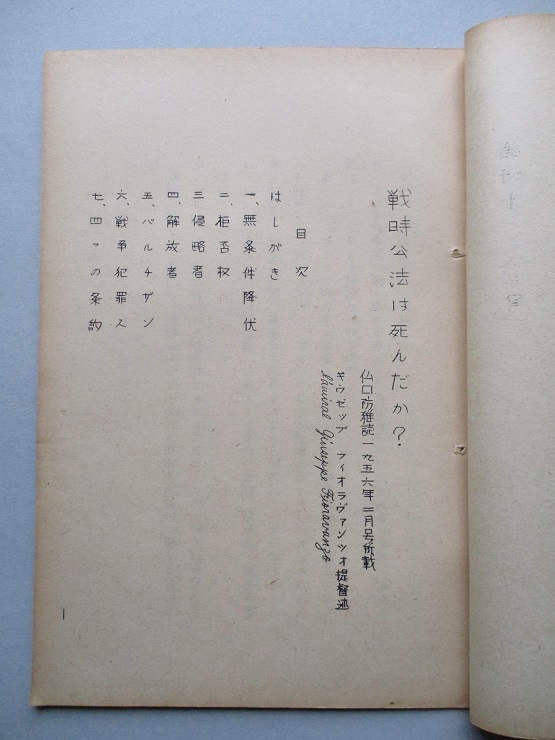 戦時公法は死んだか？
仏口防雑誌一九五六年二月号所載
ギウゼップ フィオラヴァンツオ提督述
l'amiral Giuseppe Fioravanzo
目次
はしがき
一、無条件降伏
二、拒否权
三、侵略者
四、解放者
五、パルチザン
六、戦争犯罪人
七、四つの条約
1